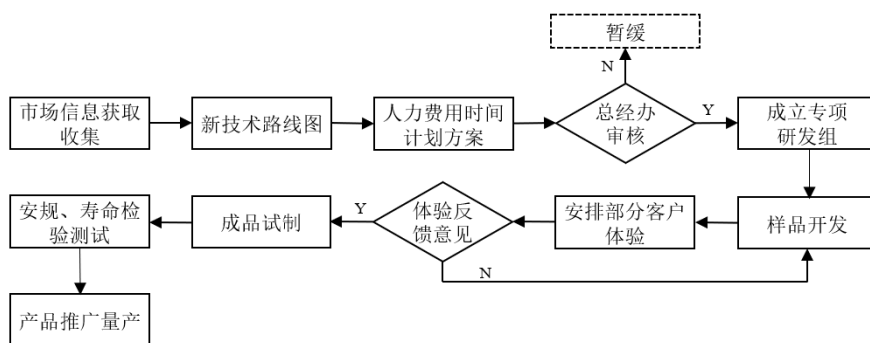 暂缓
N
市场信息获取
收集
新技术路线图
人力费用时间
计划方案
总经办
审核
Y
成立专项
研发组
安规、寿命检
验测试
成品试制
Y
体验反
馈意见
安排部分客户
体验
样品开发
N
产品推广量产